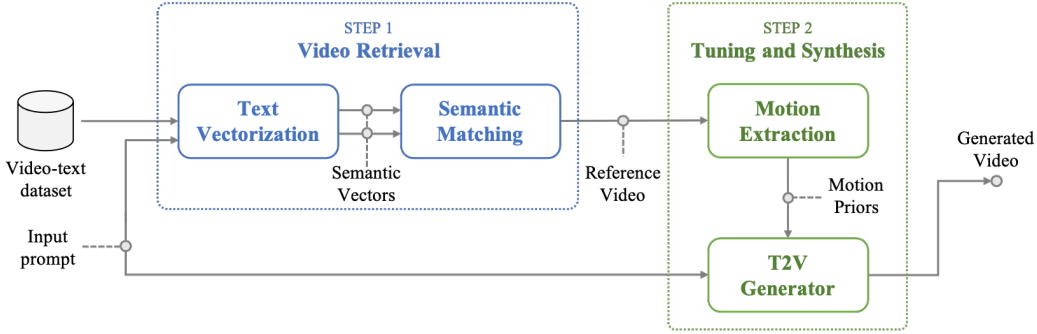 STEP 1
Video Retrieval
STEP 2
Tuning and Synthesis
Video-text
dataset
Text
Vectorization
Semantic
Matching
Semantic
Vectors
Reference
Video
Motion
Extraction
Motion
Priors
Generated
Video
Input
prompt
T2V
Generator